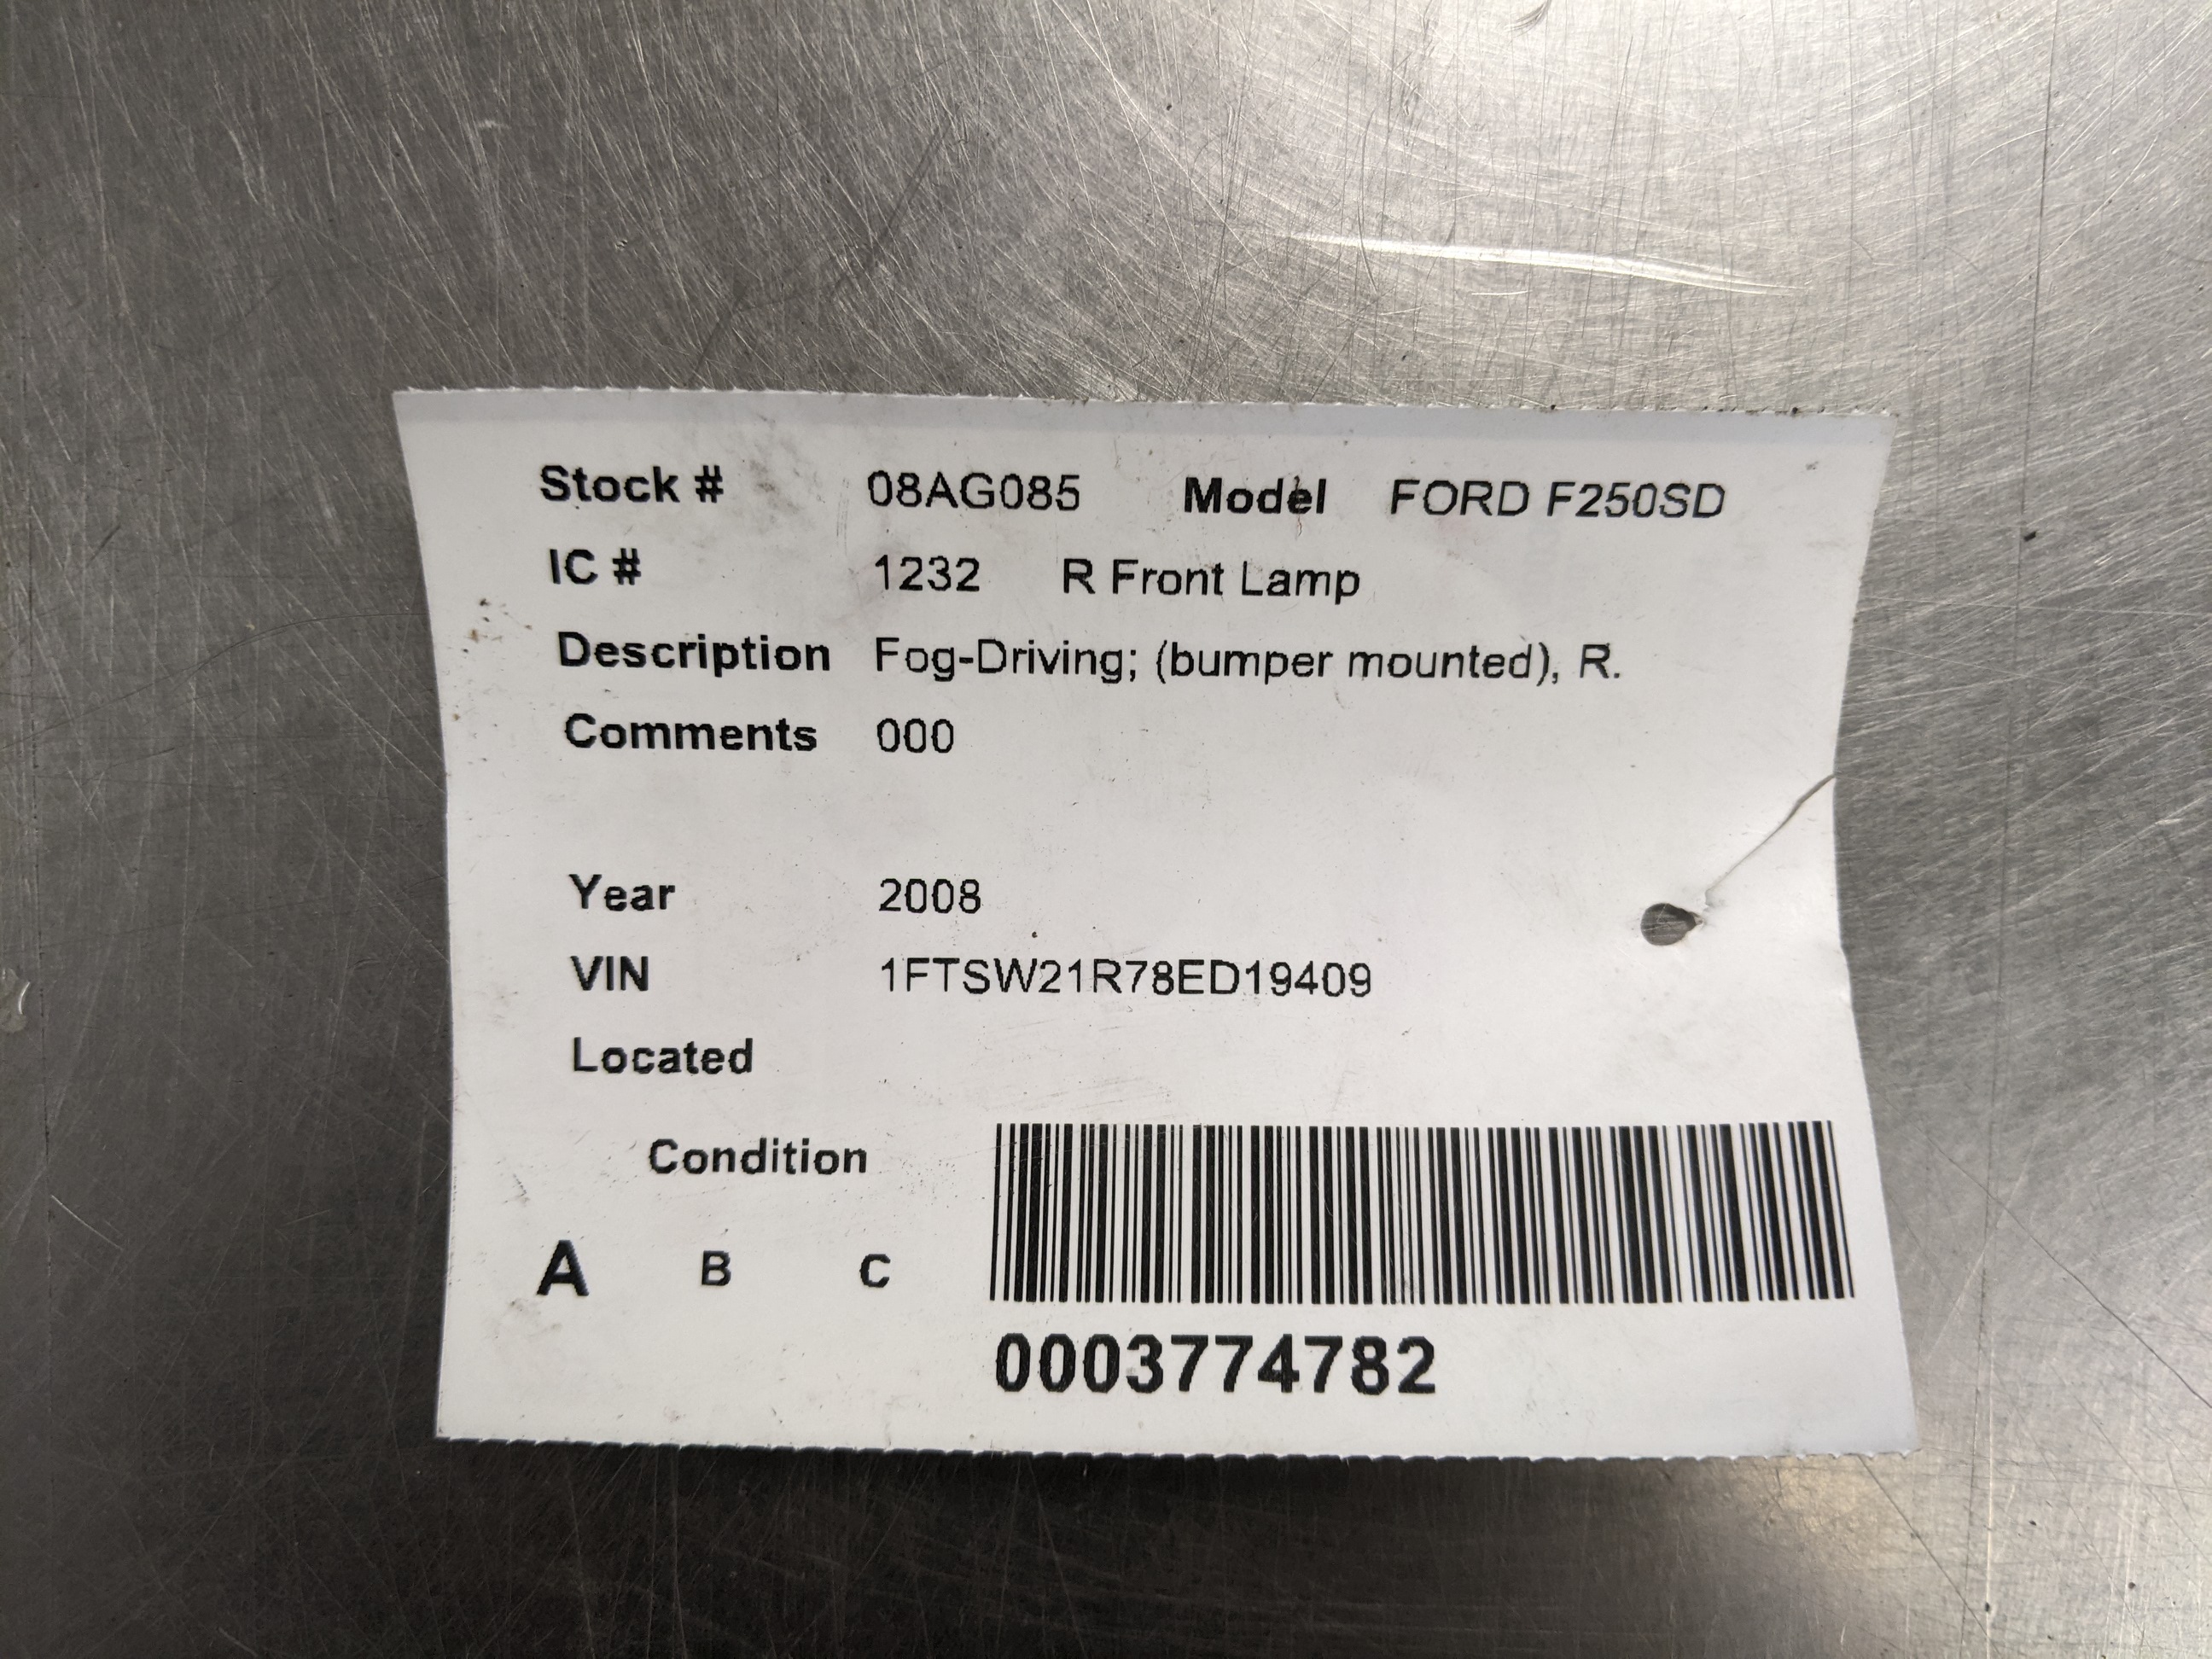 Stock # 08AG085 Model FORD F250SD
IC # 1232 R Front Lamp
Description Fog-Driving; (bumper mounted), R.
Comments 000
Year 2008
VIN 1FTSW21R78ED19409
Located
Condition
A B C
0003774782